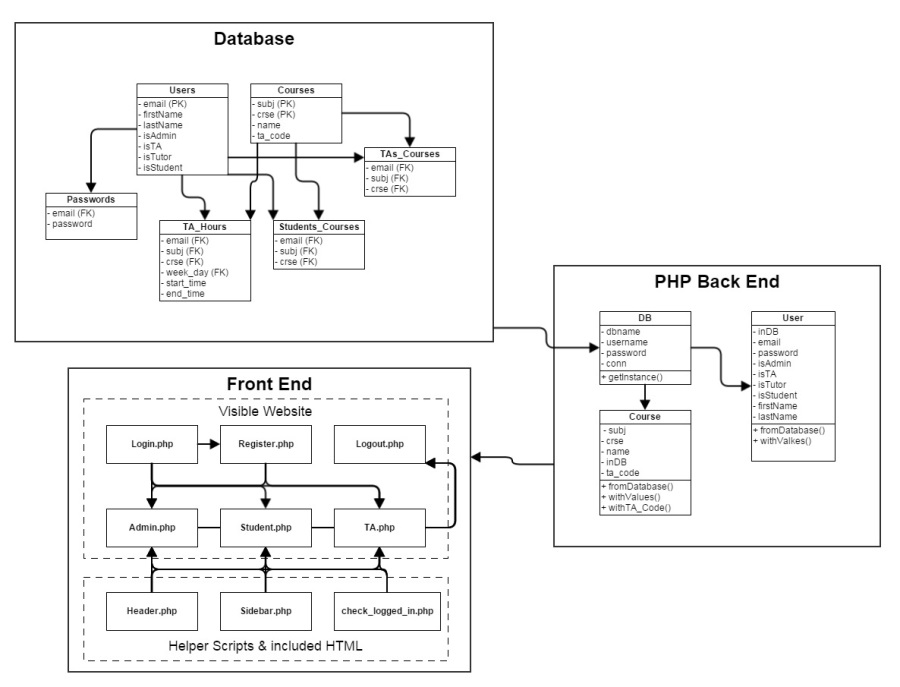 Database
Users
- email (PK)
- firstName
- lastName
- isAdmin
- isTA
- isTutor
- isStudent
Courses
- subj (PK)
- crse (PK)
- name
- ta_code
TAs_Courses
- email (FK)
- subj (FK)
- crse (FK)
Passwords
- email (FK)
- password
TA_Hours
- email (FK)
- subj (FK)
- crse (FK)
- week_day (FK)
- start_time
- end_time
Students_Courses
- email (FK)
- subj (FK)
- crse (FK)
PHP Back End
DB
- dbname
- username
- password
- conn
+ getInstance()
User
- inDB
- email
- password
- isAdmin
- isTA
- isTutor
- isStudent
- firstName
- lastName
+ fromDatabase()
+ withValkes()
Course
- subj
- crse
- name
- inDB
- ta_code
+ fromDatabase()
+ withValues()
+ withTA_Code()
Front End
Visible Website
Login.php
Register.php
Logout.php
Admin.php
Student.php
TA.php
Header.php
Sidebar.php
check_logged_in.php
Helper Scripts & included HTML